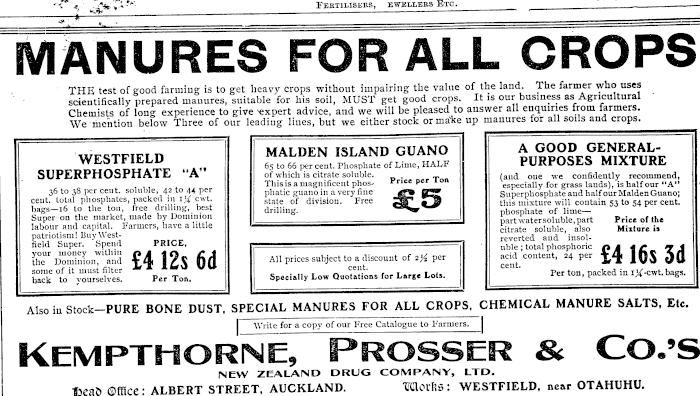 FERTILISERS, EWELLERS ETC.
MANURES FOR ALL CROPS
THE test of good farming is to get heavy crops without impairing the value of the land. The farmer who uses
scientifically prepared manures, suitable for his soil, MUST get good crops. It is our business as Agricultural
Chemists of long experience to give expert advice, and we will be pleased to answer all enquiries from farmers.
We mention below Three of our leading lines, but we either stock or make up manures for all soils and crops.
WESTFIELD
SUPERPHOSPHATE "A"
36 to 38 per cent. soluble, 42 to 44 per
cent. total phosphates, packed in 1¼ cwt.
bags—16 to the ton, free drilling, best
Super on the market, made by Dominion
labour and capital. Farmers, have a little
patriotism! Buy West-
field Super. Spend
your money within
the Dominion, and
some of it must filter
back to yourselves.
PRICE,
£4 12s 6d
Per Ton.
MALDEN ISLAND GUANO
65 to 66 per cent. Phosphate of Lime, HALF
of which is citrate soluble.
This is a magnificent phos-
phatic guano in a very fine
state of division. Free
drilling.
Price per Ton
£5
All prices subject to a discount of 2½ per
cent.
Specially Low Quotations for Large Lots.
A GOOD GENERAL-
PURPOSES MIXTURE
(and one we confidently recommend,
especially for grass lands), is half our "A"
Superphosphate and half our Malden Guano;
this mixture will contain 53 to 54 per cent.
phosphate of lime—
part water soluble, part
citrate soluble, also
reverted and insol-
uble; total phosphoric
acid content, 24 per
cent.
Price of the
Mixture is
£4 16s 3d
Per ton, packed in 1¼-cwt. bags.
Also in Stock—PURE BONE DUST, SPECIAL MANURES FOR ALL CROPS, CHEMICAL MANURE SALTS, Etc.
Write for a copy of our Free Catalogue to Farmers.
KEMPTHORNE, PROSSER & CO.'S
NEW ZEALAND DRUG COMPANY, LTD.
Head Office: ALBERT STREET, AUCKLAND. Works: WESTFIELD, near OTAHUHU.